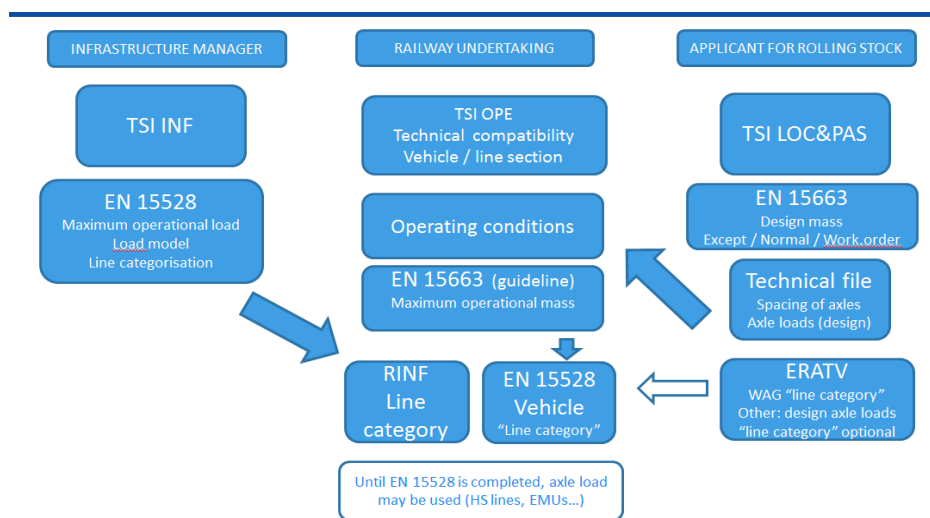 INFRASTRUCTURE MANAGER
RAILWAY UNDERTAKING
APPLICANT FOR ROLLING STOCK
TSI INF
TSI OPE
Technical compatibility
Vehicle / line section
TSI LOC&PAS
EN 15528
Maximum operational load
Load model
Line categorisation
Operating conditions
EN 15663
Design mass
Except / Normal / Work.order
EN 15663 (guideline)
Maximum operational mass
Technical file
Spacing of axles
Axle loads (design)
RINF
Line
category
EN 15528
Vehicle
“Line category”
ERATV
WAG “line category”
Other: design axle loads
“line category” optional
Until EN 15528 is completed, axle load
may be used (HS lines, EMUs...)